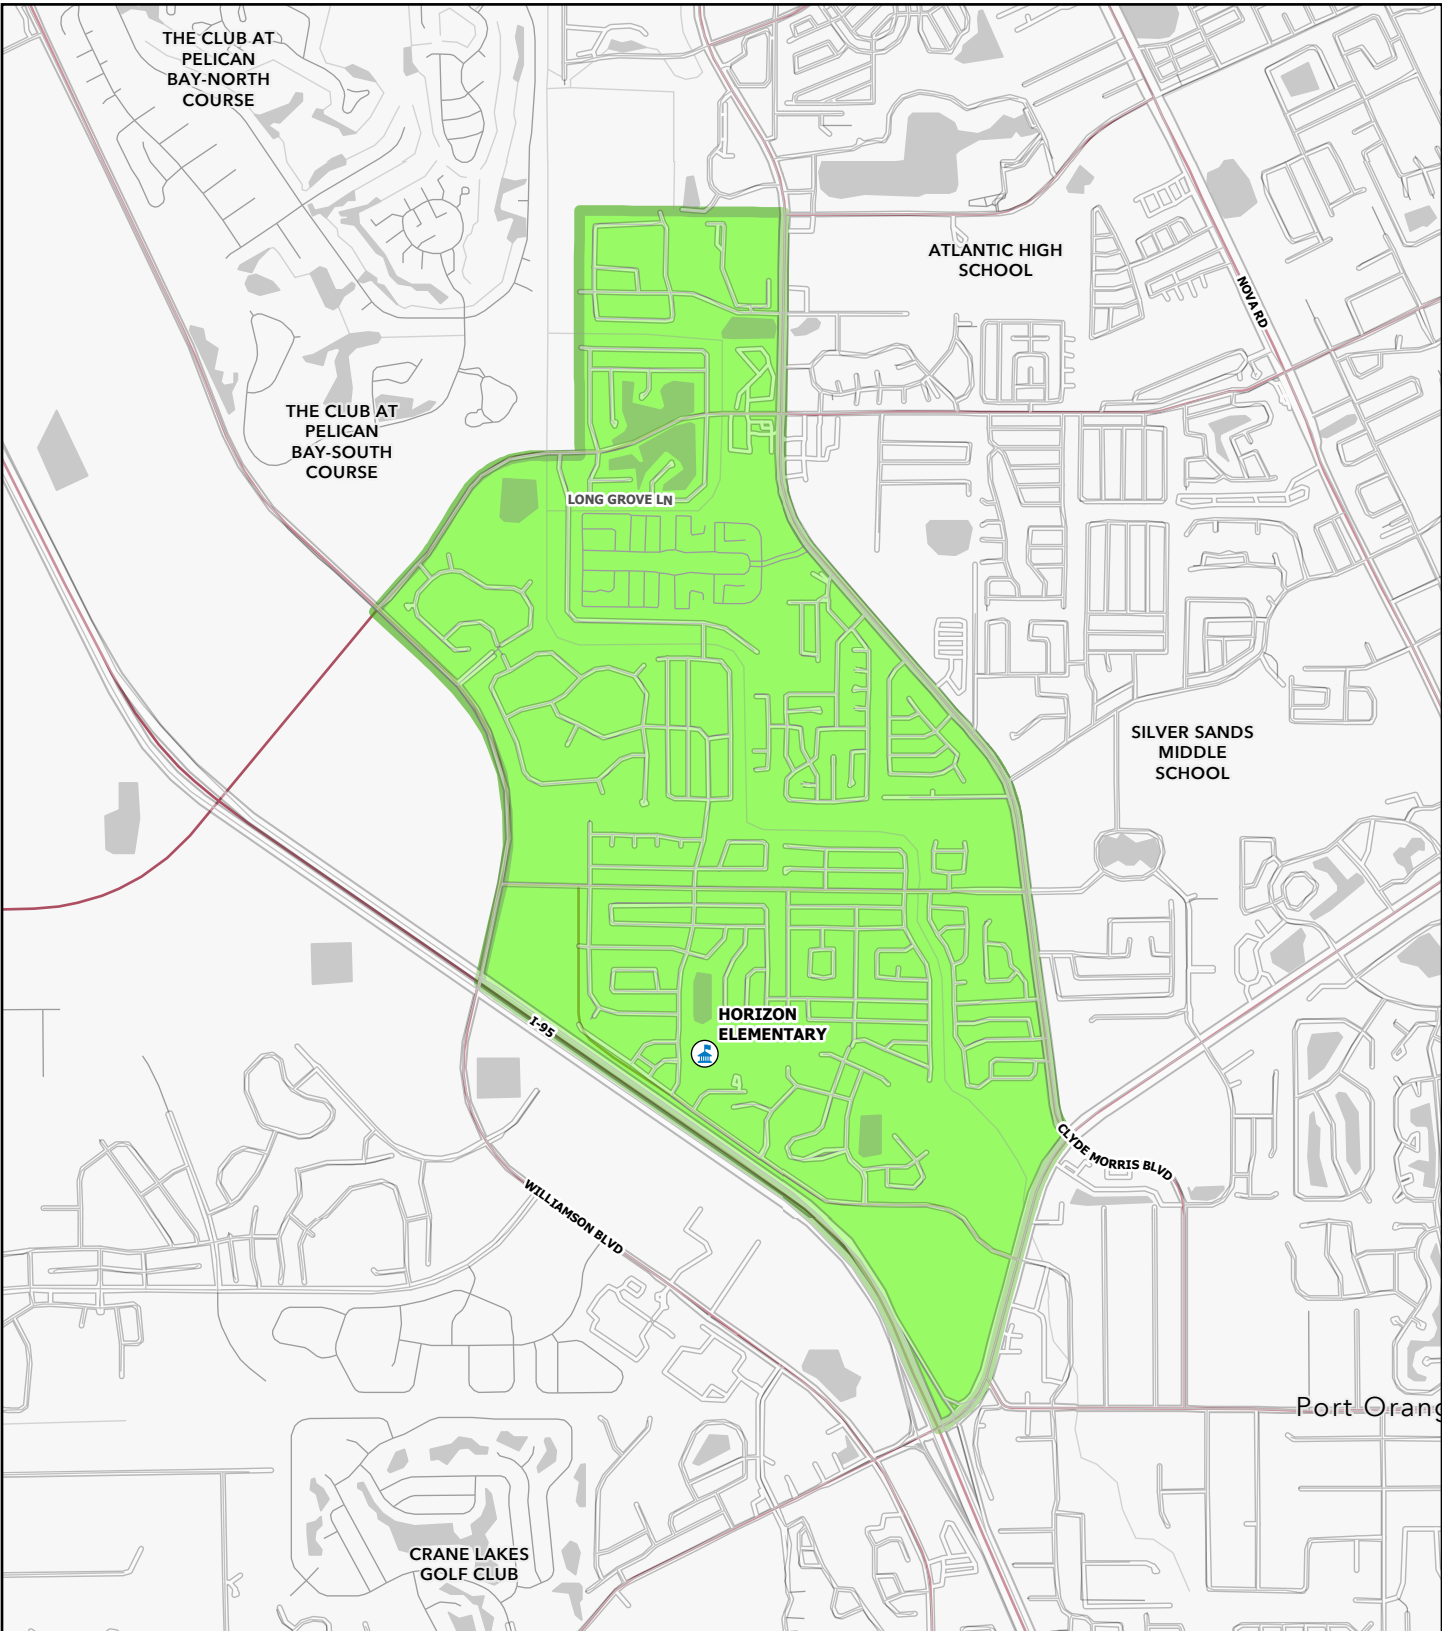 THE CLUB AT
PELICAN
BAY-NORTH
COURSE
ATLANTIC HIGH
SCHOOL
NOVA RD
THE CLUB AT
PELICAN
BAY-SOUTH
COURSE
LONG GROVE LN
SILVER SANDS
MIDDLE
SCHOOL
HORIZON
ELEMENTARY
I-95
CLYDE MORRIS BLVD
WILLIAMSON BLVD
Port Orang
CRANE LAKES
GOLF CLUB